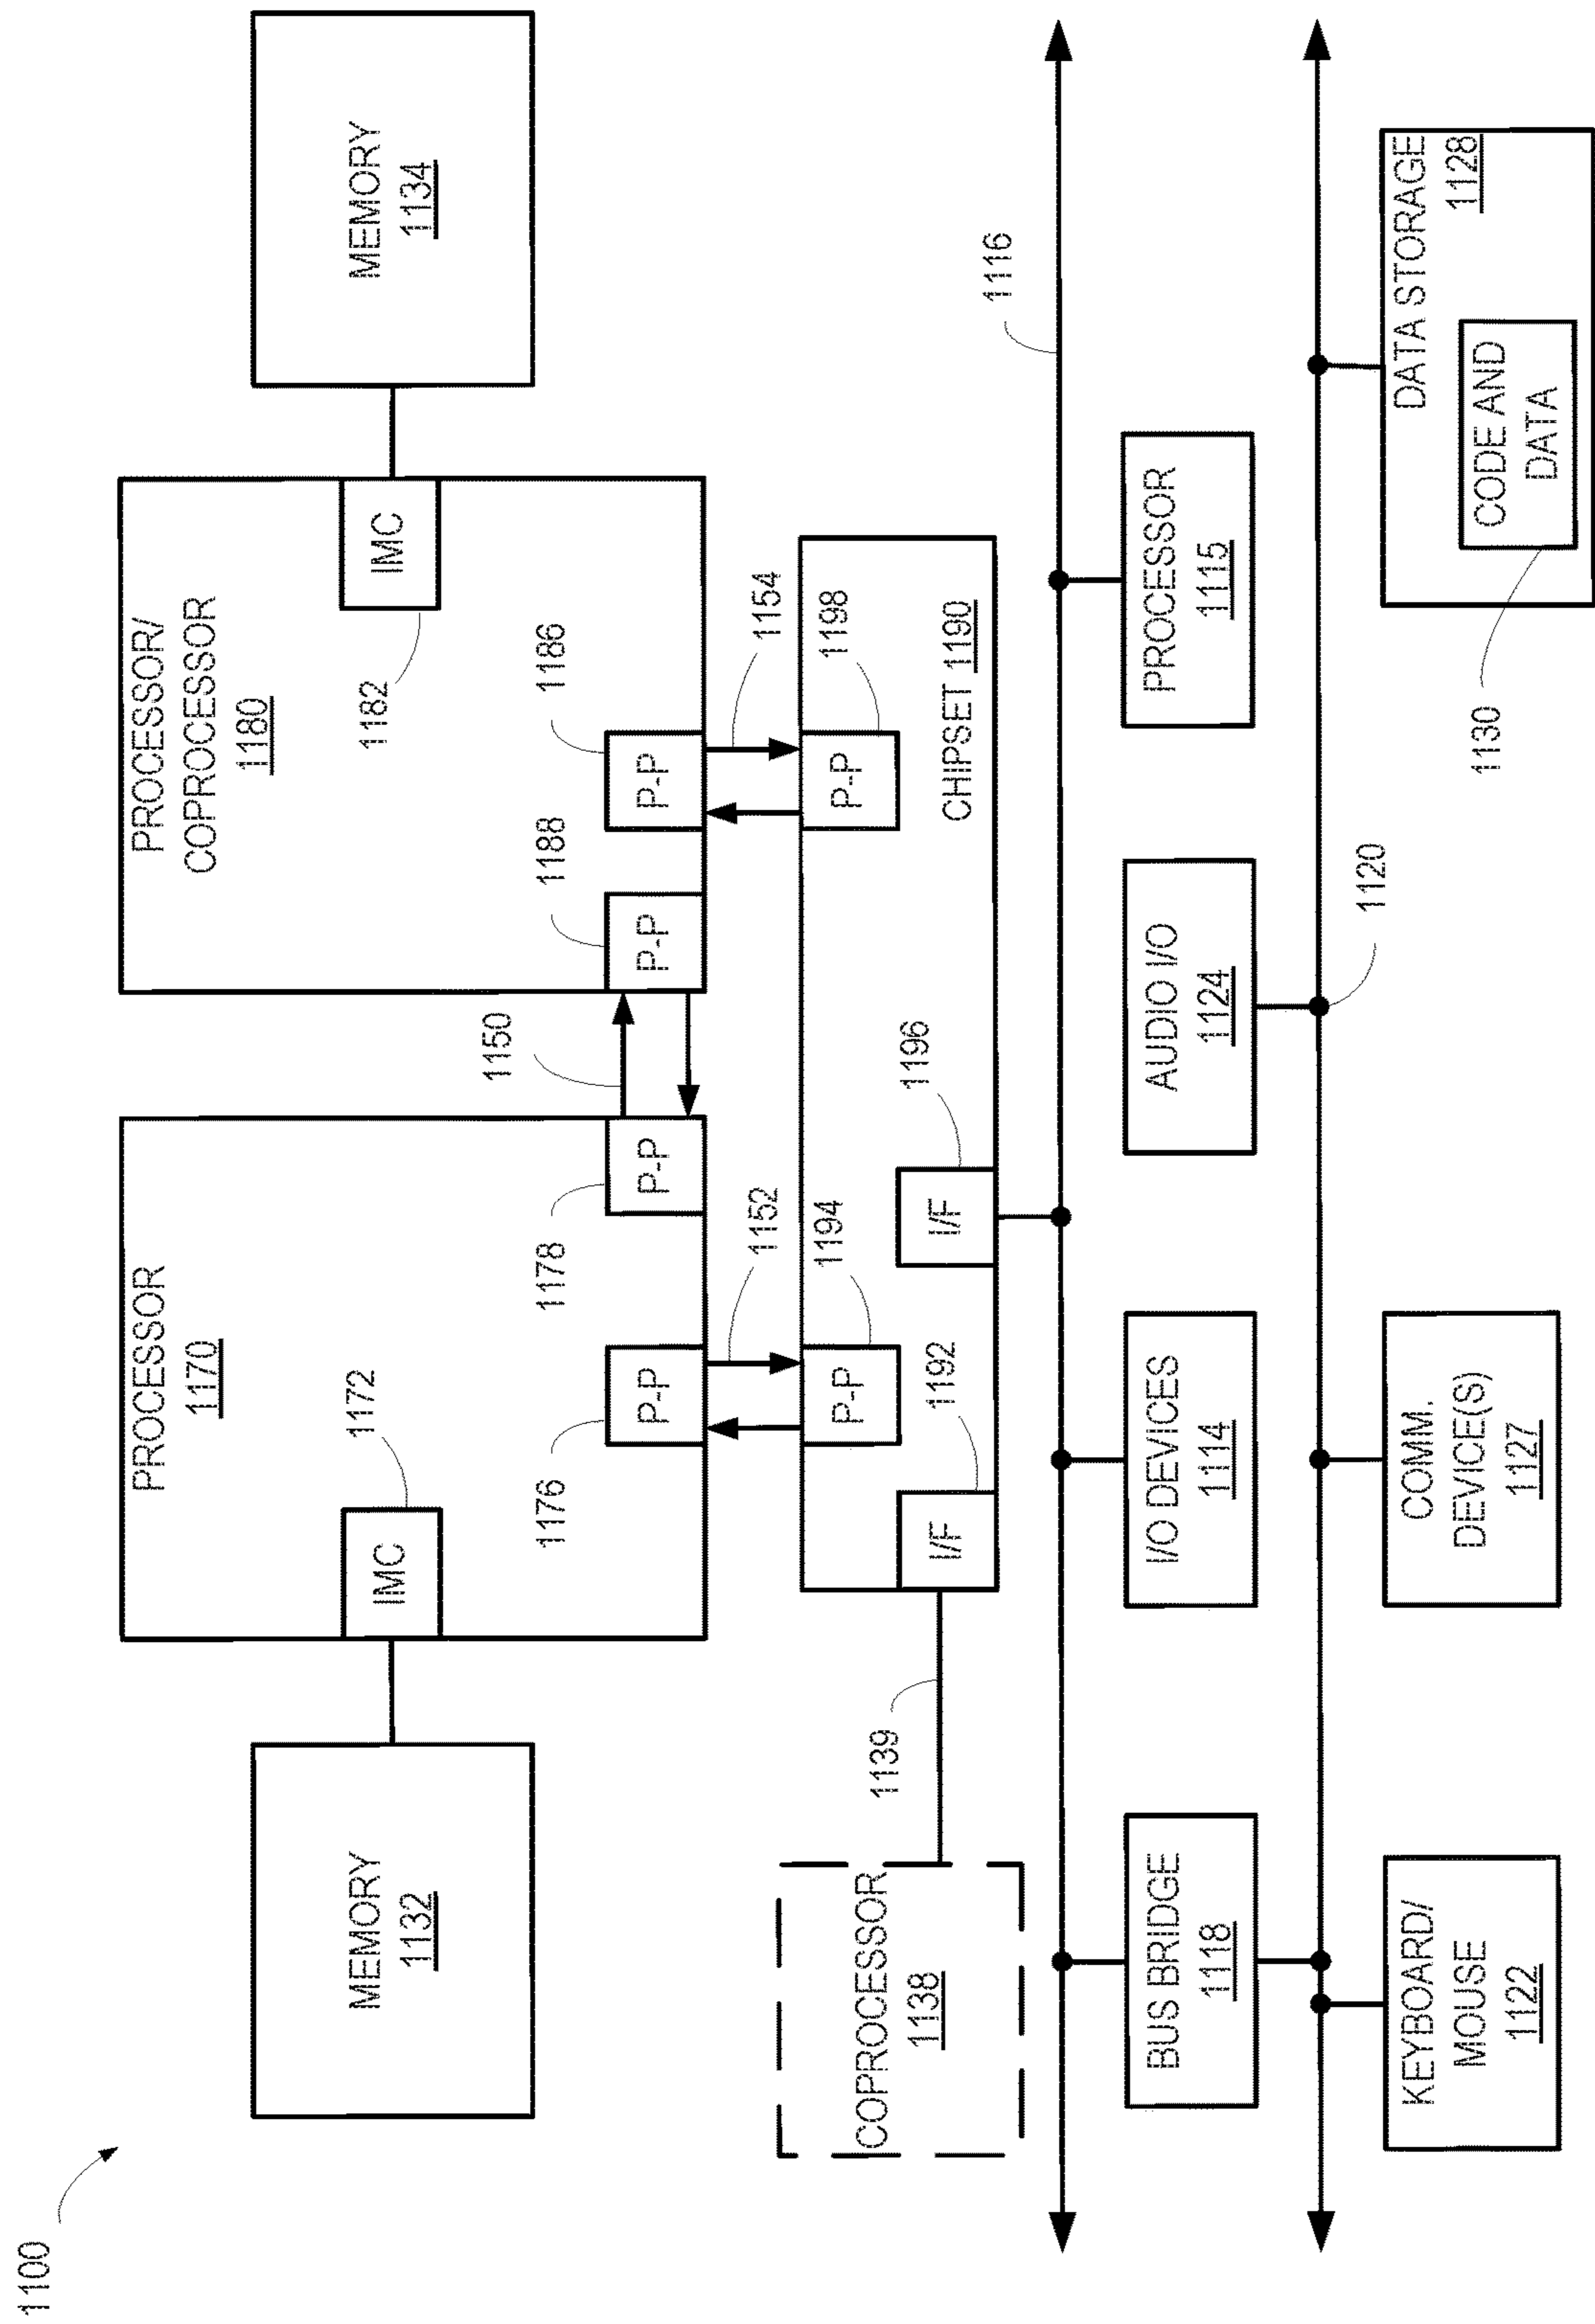 1100
MEMORY
1132
PROCESSOR
1170
IMC
1172
1176
P-P
1178
P-P
1150
PROCESSOR/
COPROCESSOR
1180
IMC
1182
1188
P-P
1186
P-P
MEMORY
1134
1152
1154
COPROCESSOR
1138
1139
I/F
1192
P-P
1194
I/F
1196
P-P
1198
CHIPSET 1190
1116
BUS BRIDGE
1118
I/O DEVICES
1114
AUDIO I/O
1124
PROCESSOR
1115
1120
KEYBOARD/
MOUSE
1122
COMM.
DEVICE(S)
1127
DATA STORAGE
1128
CODE AND
DATA
1130